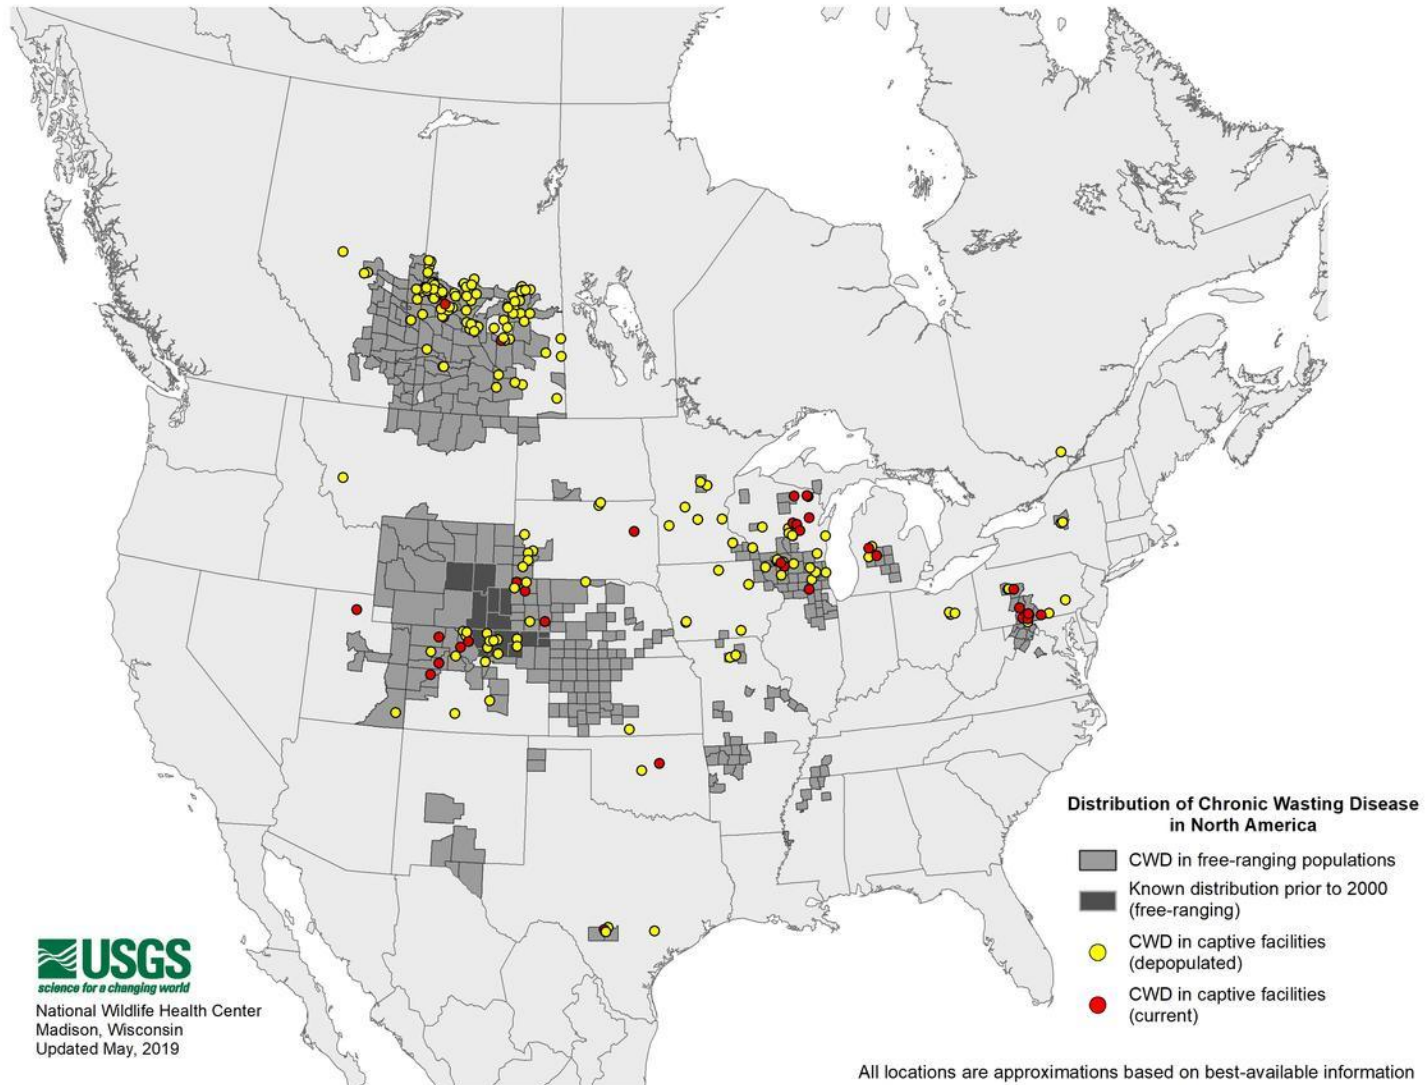 Distribution of Chronic Wasting Disease
in North America
CWD in free-ranging populations
Known distribution prior to 2000
(free-ranging)
CWD in captive facilities
(depopulated)
CWD in captive facilities
(current)
USGS
science for a changing world
National Wildlife Health Center
Madison, Wisconsin
Updated May, 2019
All locations are approximations based on best-available information